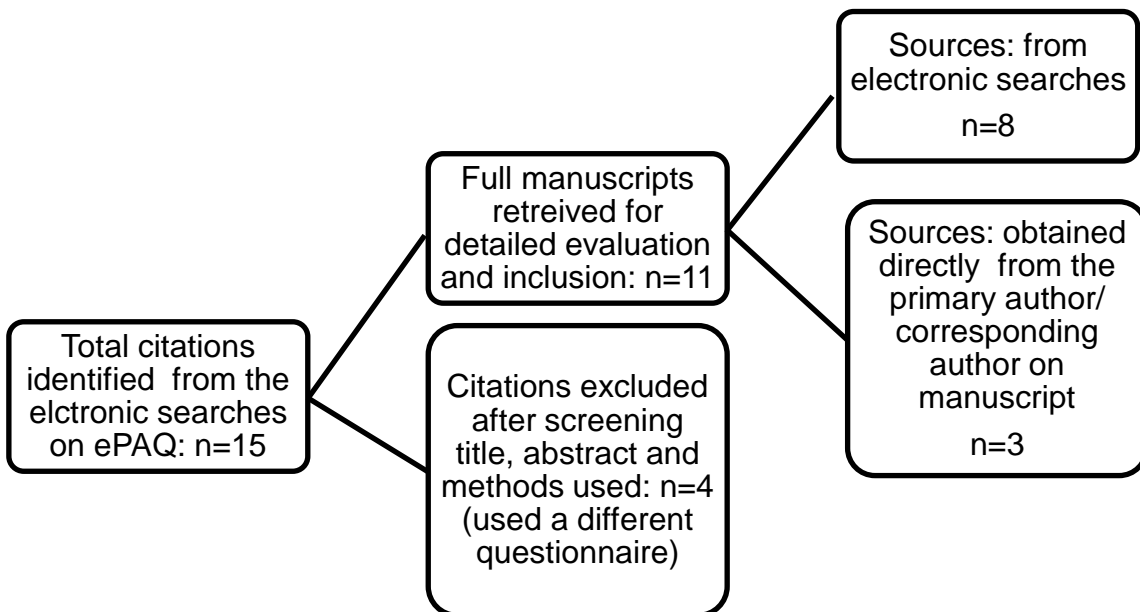 Total citations
identified  from the
elctronic searches
on ePAQ: n=15
Full manuscripts
retreived for
detailed evaluation
and inclusion: n=11
Citations excluded
after screening
title, abstract and
methods used: n=4
(used a different
questionnaire)
Sources: from
electronic searches
n=8
Sources: obtained
directly  from the
primary author/
corresponding
author on
manuscript
n=3